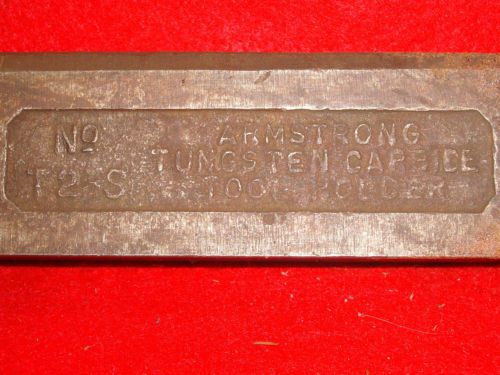 No T2-S
ARMSTRONG
TUNGSTEN CARBIDE
TOOL HOLDER